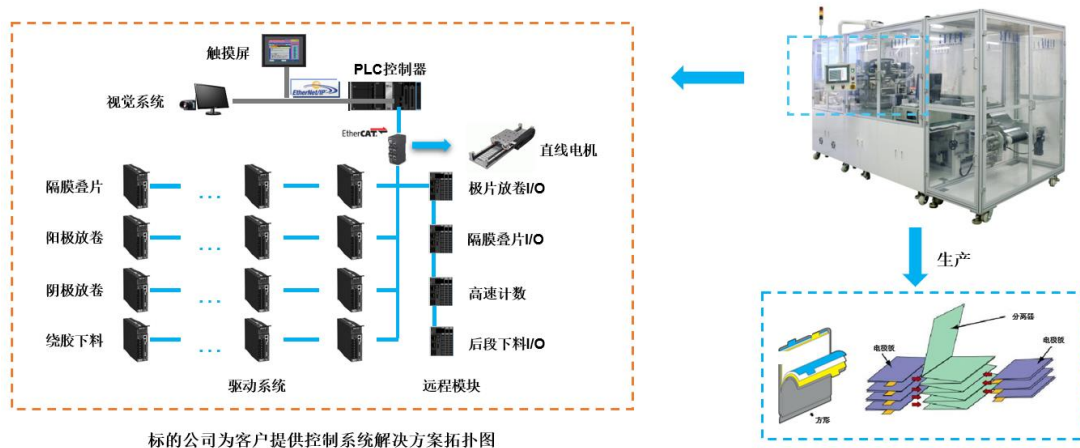 触摸屏
PLC控制器
EtherNet/IP
视觉系统
EtherCAT
直线电机
隔膜叠片
...
极片放卷I/O
阳极放卷
...
隔膜叠片I/O
阴极放卷
...
高速计数
绕胶下料
...
后段下料I/O
驱动系统
远程模块
标的公司为客户提供控制系统解决方案拓扑图
生产
分离器
电极板
电极板
方形